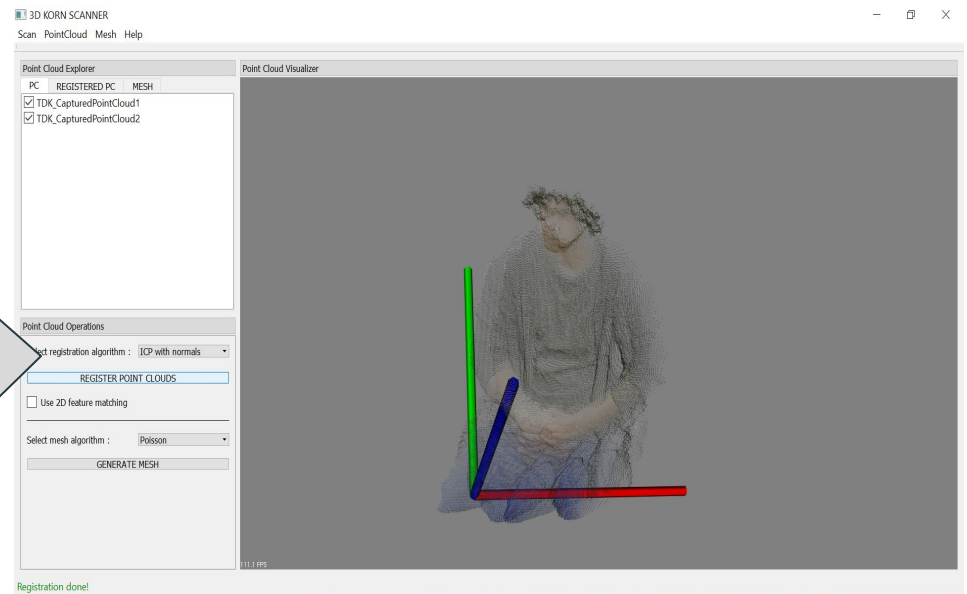 3D KORN SCANNER
Scan PointCloud Mesh Help
Point Cloud Explorer
PC REGISTERED PC MESH
TDK_CapturedPointCloud1
TDK_CapturedPointCloud2
Point Cloud Operations
registration algorithm : ICP with normals
REGISTER POINT CLOUDS
Use 2D feature matching
Select mesh algorithm : Poisson
GENERATE MESH
Point Cloud Visualizer
111.1 FPS
Registration done!